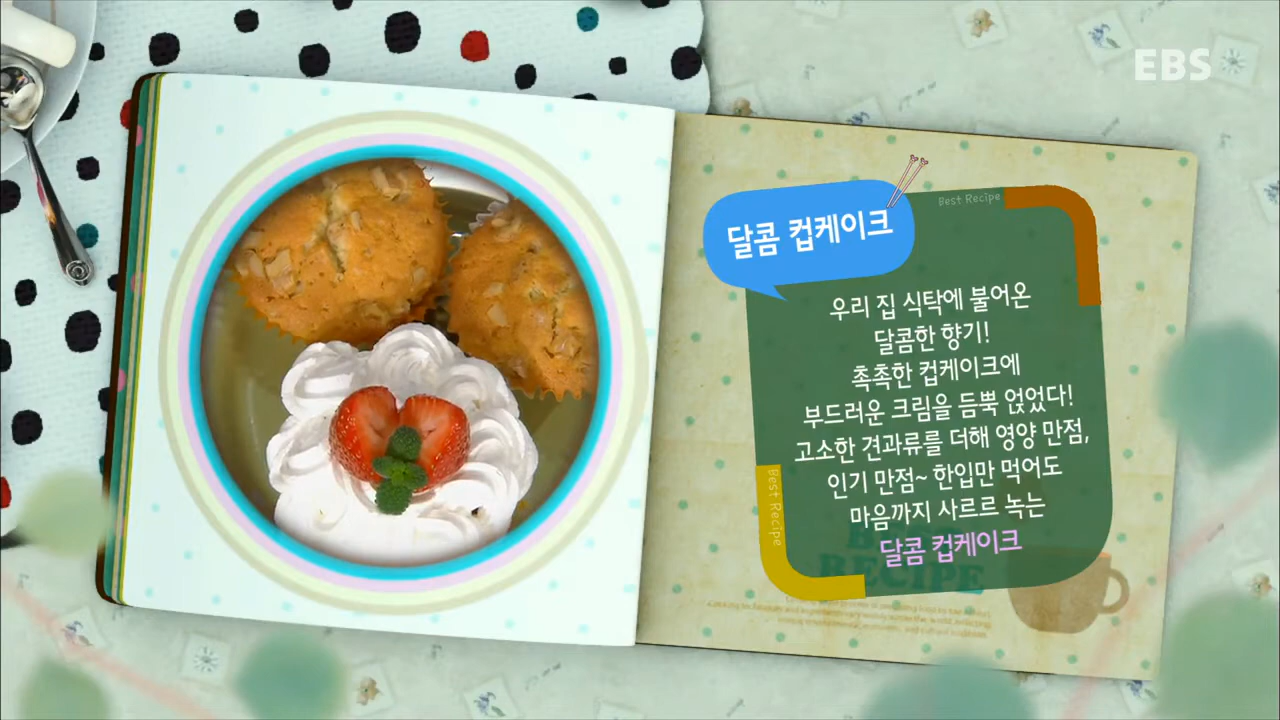 EBS
Best Recipe
달콤 컵케이크
우리 집 식탁에 불어온
달콤한 향기!
촉촉한 컵케이크에
부드러운 크림을 듬뿍 얹었다!
고소한 견과류를 더해 영양 만점,
인기 만점~ 한입만 먹어도
마음까지 사르르 녹는
달콤 컵케이크
Best Recipe
RECIPE